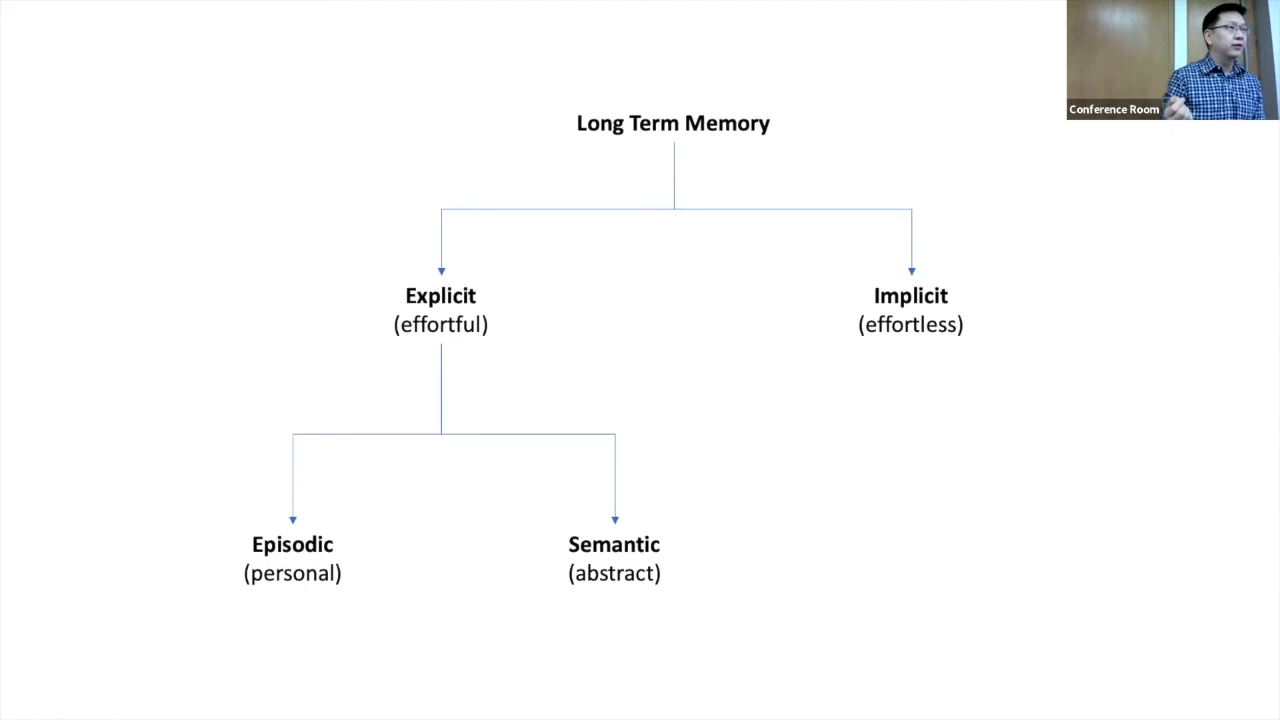 Conference Room
Long Term Memory
Explicit
(effortful)
Implicit
(effortless)
Episodic
(personal)
Semantic
(abstract)